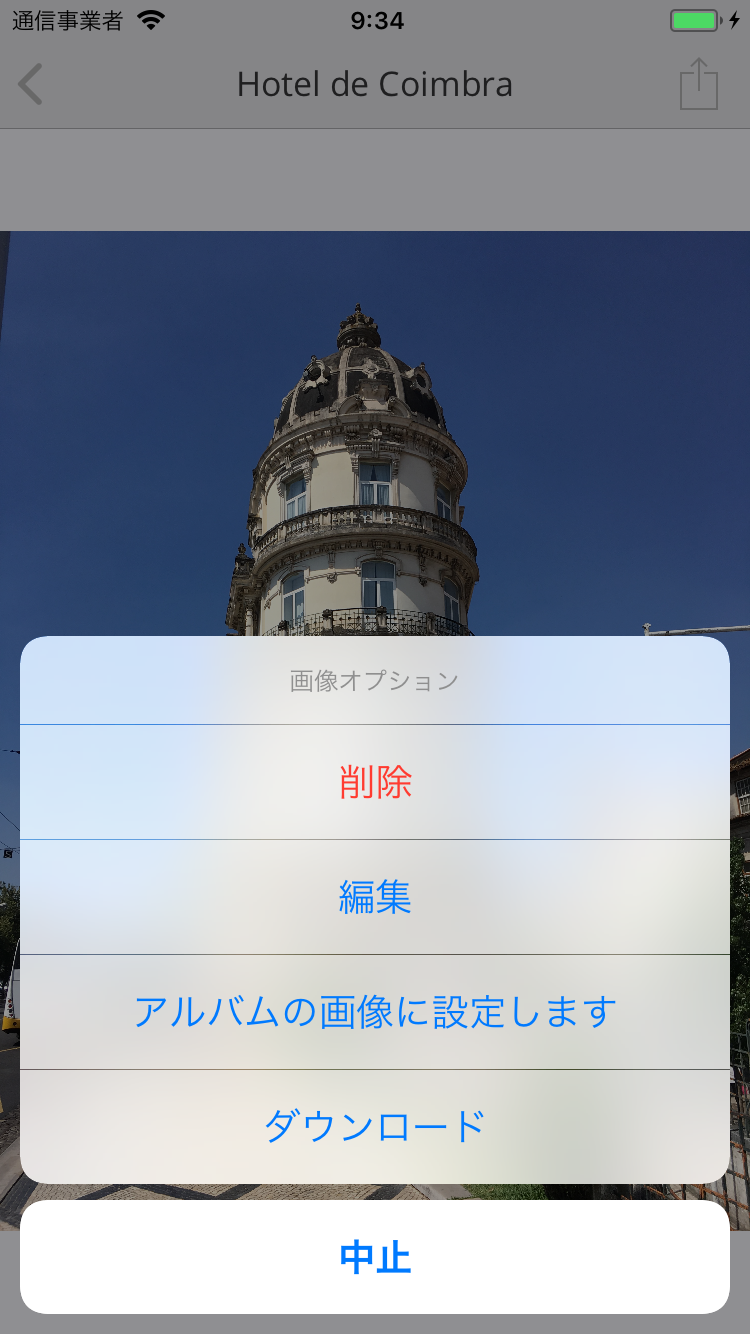 通信事業者 9:34
Hotel de Coimbra
画像オプション
削除
編集
アルバムの画像に設定します
ダウンロード
中止